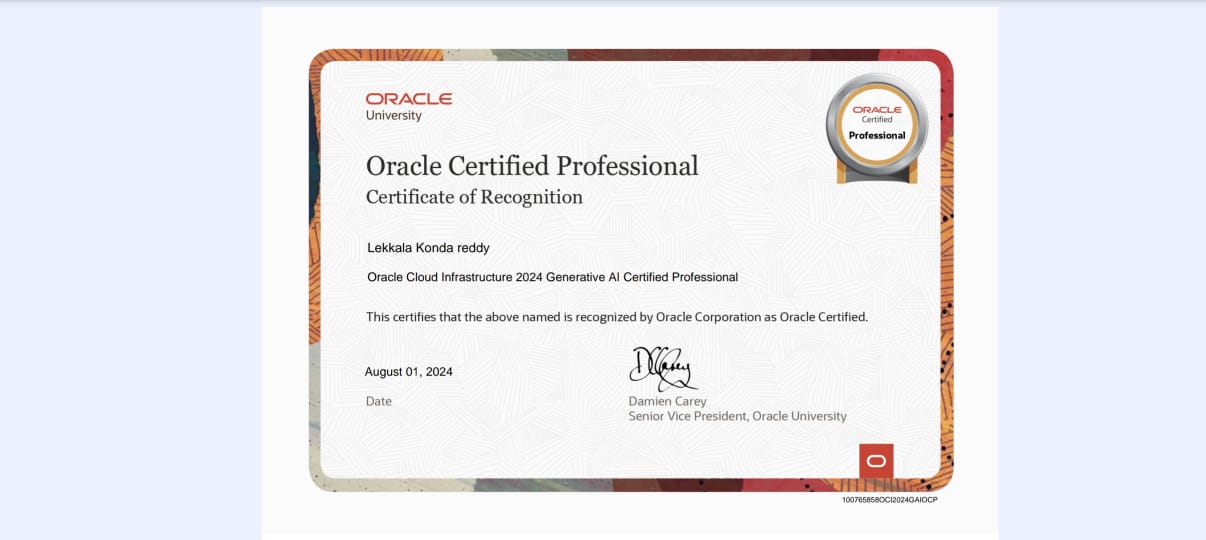 ORACLE
University
ORACLE
Certified
Professional
Oracle Certified Professional
Certificate of Recognition
Lekkala Konda reddy
Oracle Cloud Infrastructure 2024 Generative AI Certified Professional
This certifies that the above named is recognized by Oracle Corporation as Oracle Certified.
August 01, 2024
Date
DCarey
Damien Carey
Senior Vice President, Oracle University
100765858OCI2024GAIOCP